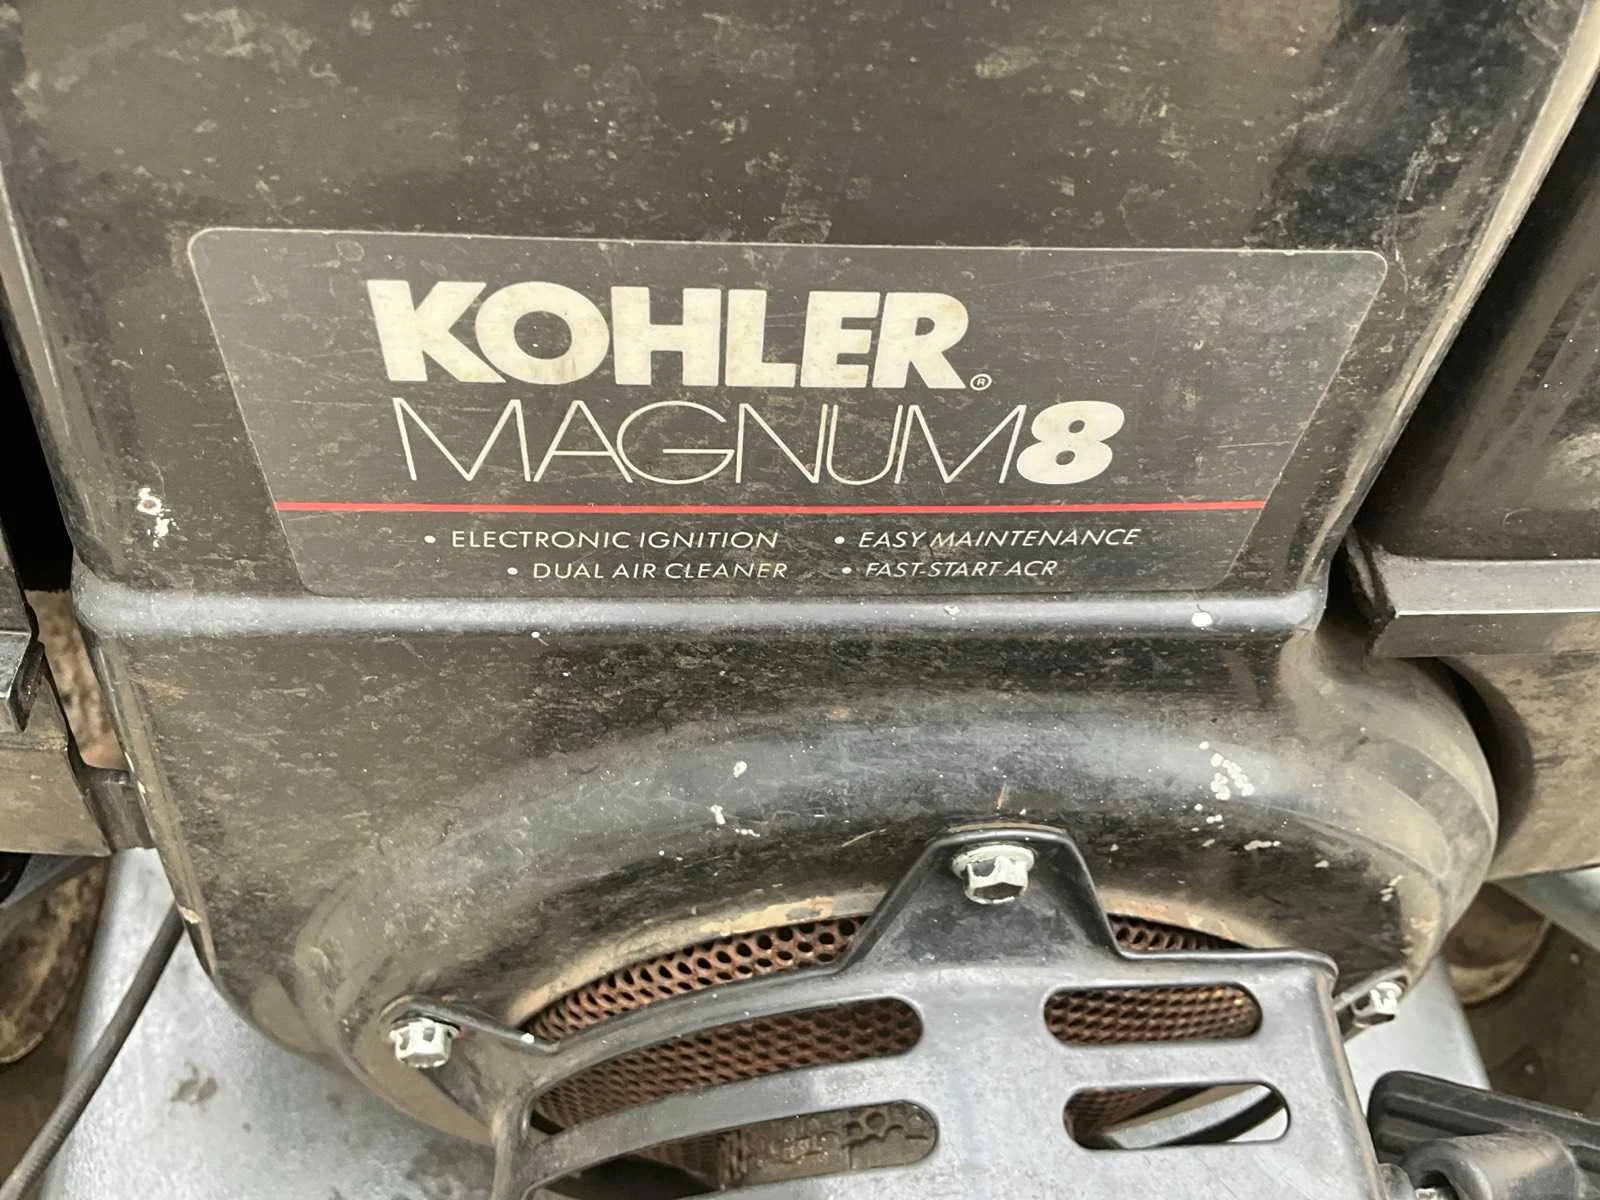 KOHLER®
MAGNUM8
• ELECTRONIC IGNITION • EASY MAINTENANCE
• DUAL AIR CLEANER • FAST-START ACR